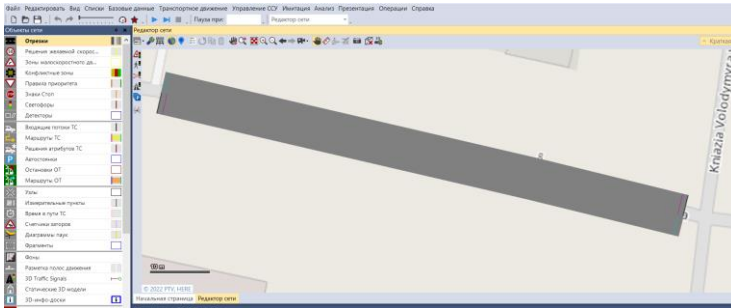 Файл Редактировать Вид Списки Базовые данные Транспортное движение Управление ССУ Имитация Анализ Презентация Операции Справка
Пауза при: Редактор сети
Объекты сети
Редактор сети
Отрезки
Решения желаемой скорос...
Зоны малоскоростного дв...
Конфликтные зоны
Правила приоритета
Знаки Стоп
Светофоры
Детекторы
Входящие потоки ТС
Маршруты ТС
Решения атрибутов ТС
Автостоянки
Остановки ОТ
Маршруты ОТ
Узлы
Измерительные пункты
Время в пути ТС
Счетчики заторов
Диаграммы паук
Фрагменты
Фоны
Разметка полос движения
3D Traffic Signals
Статические 3D-модели
3D-инфо-доски
Кратчай
Kniazia Volodymyra
10 m
© 2022 PTV, HERE
Начальная страница Редактор сети